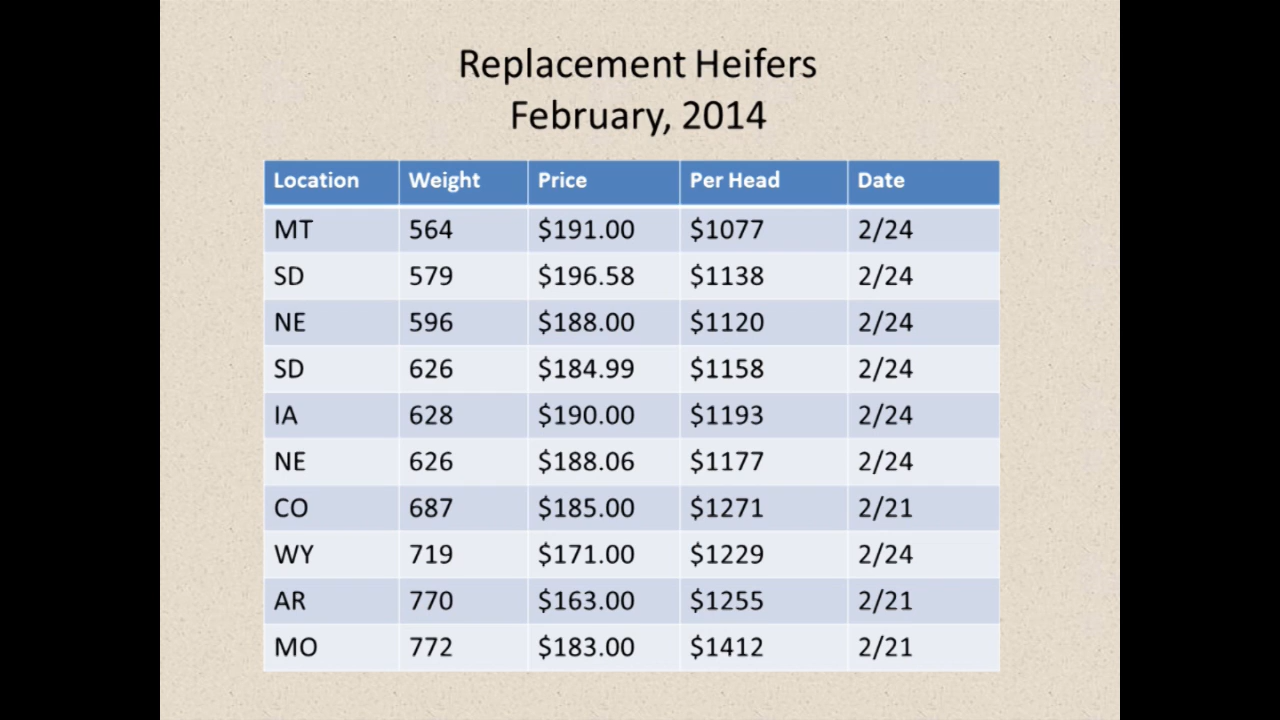 Replacement Heifers
February, 2014
Location Weight Price Per Head Date
MT 564 $191.00 $1077 2/24
SD 579 $196.58 $1138 2/24
NE 596 $188.00 $1120 2/24
SD 626 $184.99 $1158 2/24
IA 628 $190.00 $1193 2/24
NE 626 $188.06 $1177 2/24
CO 687 $185.00 $1271 2/21
WY 719 $171.00 $1229 2/24
AR 770 $163.00 $1255 2/21
MO 772 $183.00 $1412 2/21